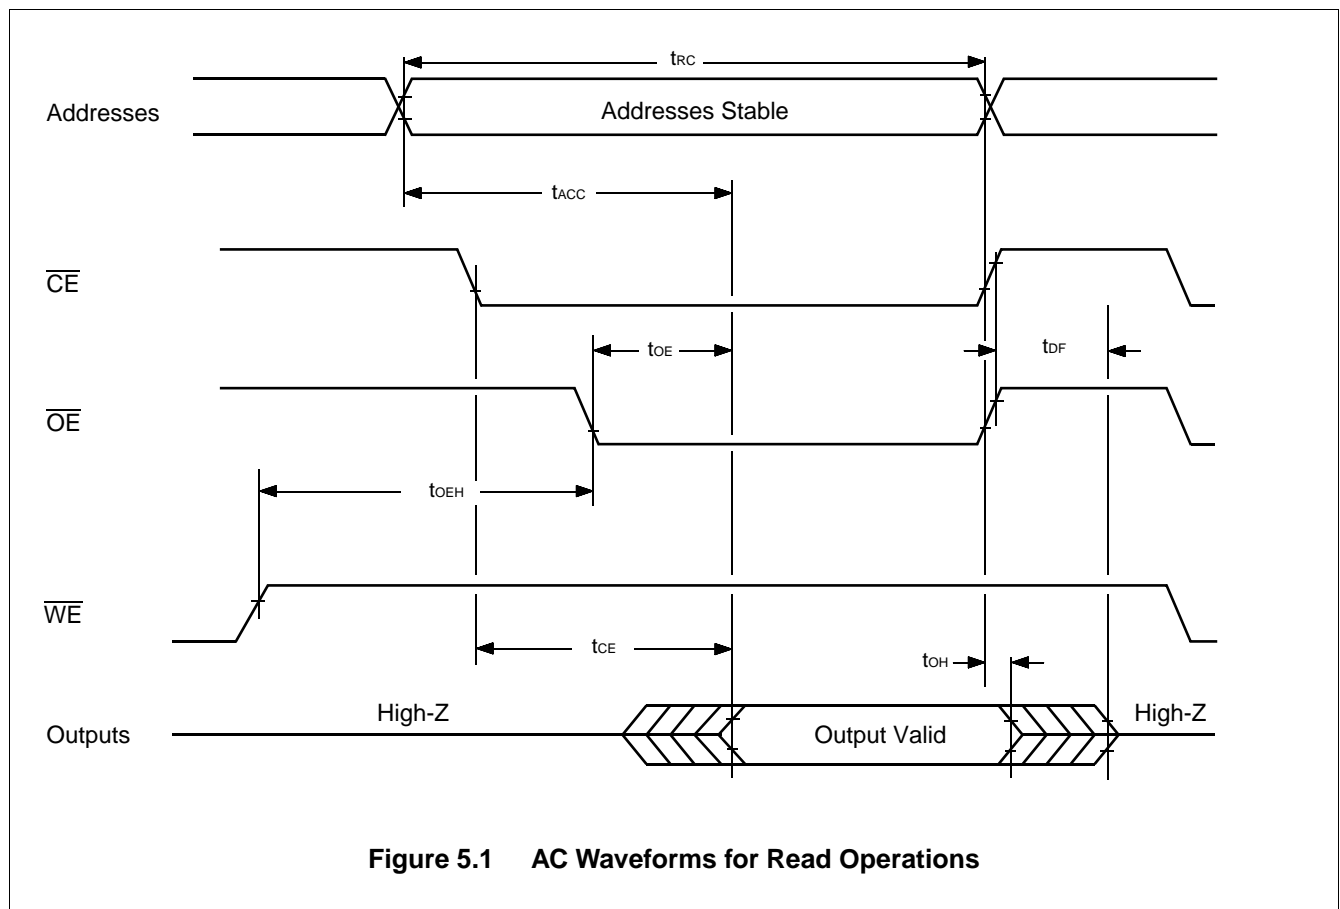 tRC
Addresses
Addresses Stable
tACC
CE
tOE
tDF
OE
tOEH
WE
tCE
tOH
High-Z
High-Z
Outputs
Output Valid
Figure 5.1 AC Waveforms for Read Operations